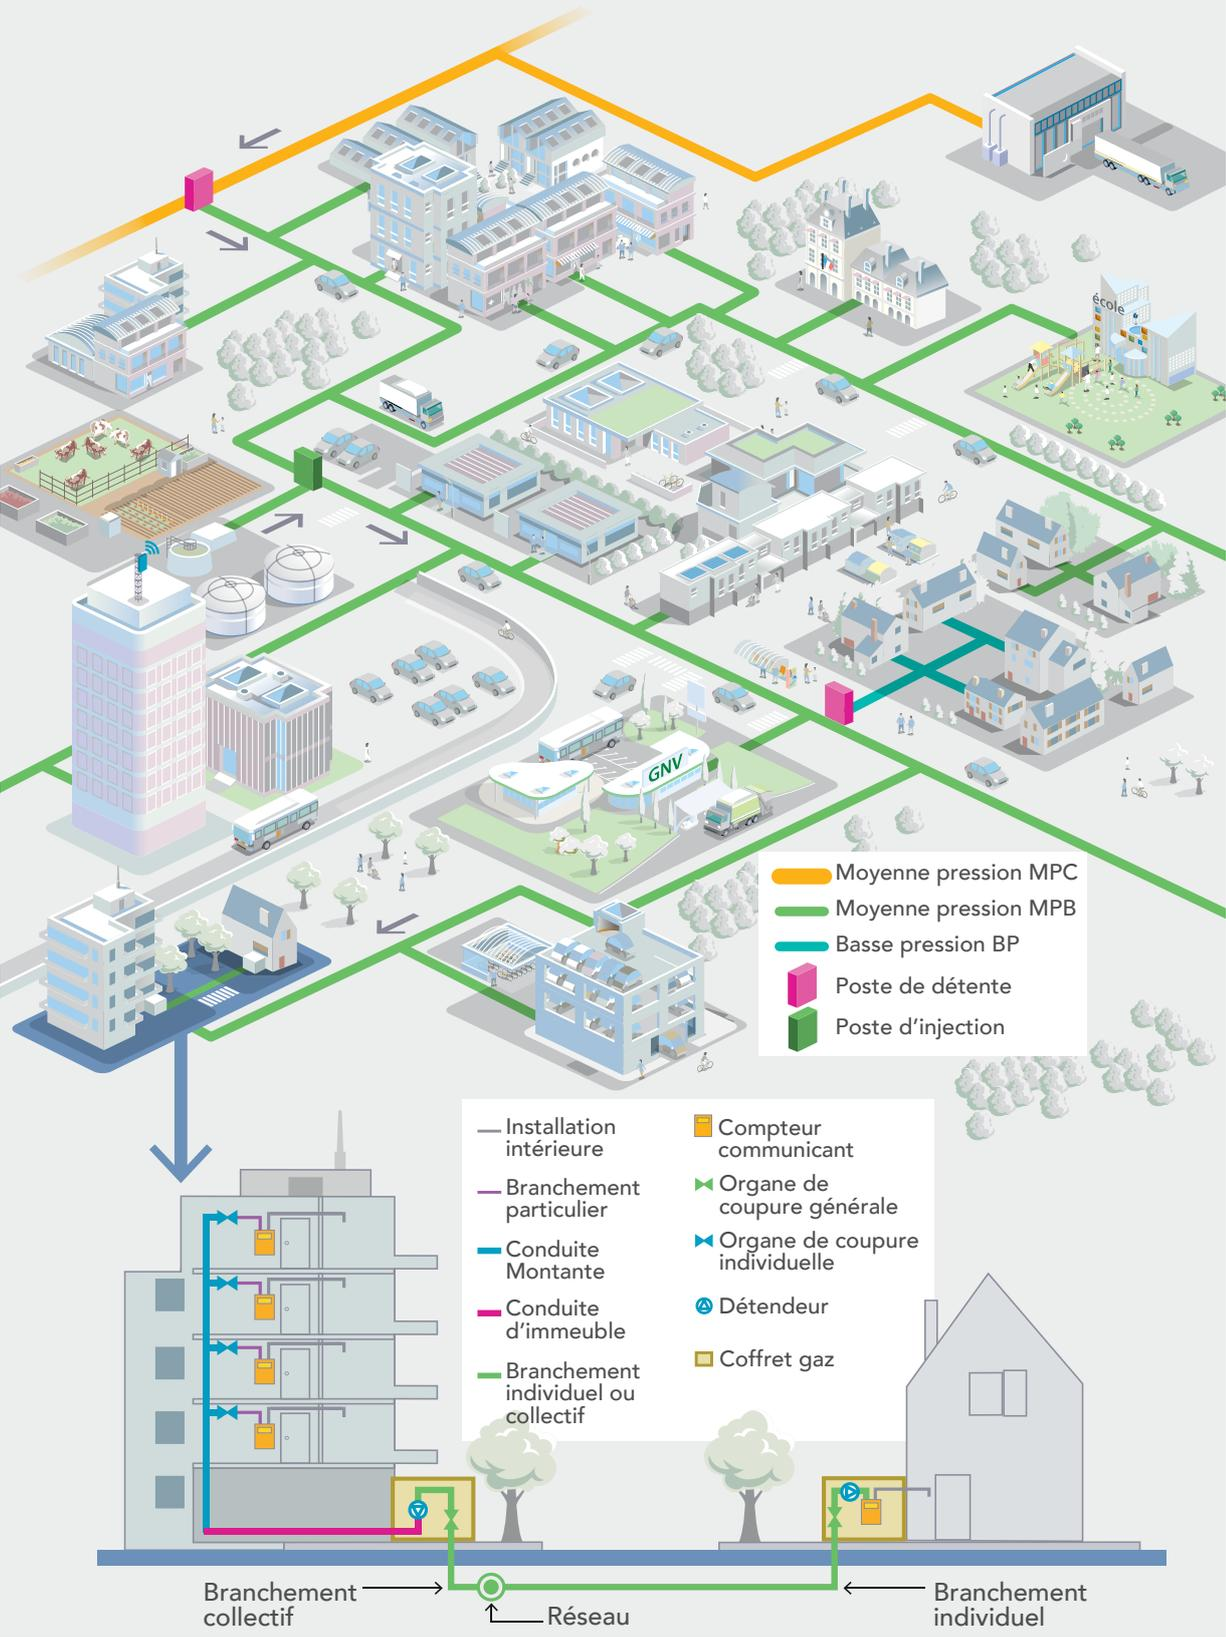 école
GNV
Moyenne pression MPC
Moyenne pression MPB
Basse pression BP
Poste de détente
Poste d’injection
Installation
intérieure
Branchement
particulier
Conduite
Montante
Conduite
d’immeuble
Branchement
individuel ou
collectif
Compteur
communicant
Organe de
coupure générale
Organe de coupure
individuelle
Détendeur
Coffret gaz
Branchement
collectif
Réseau
Branchement
individuel